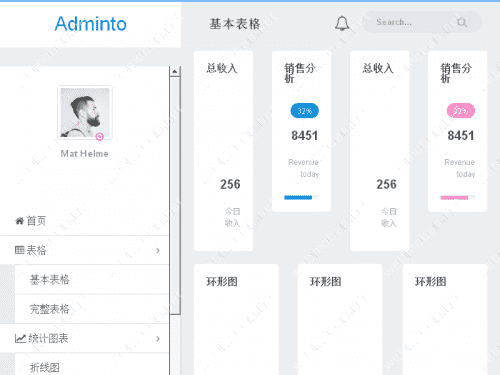 Adminto
基本表格
Search...
总收入
256
今日
收入
销售分
析
32%
8451
Revenue
today
总收入
256
今日
收入
销售分
析
32%
8451
Revenue
today
Mat Helme
首页
表格
基本表格
完整表格
统计图表
折线图
环形图
环形图
环形图